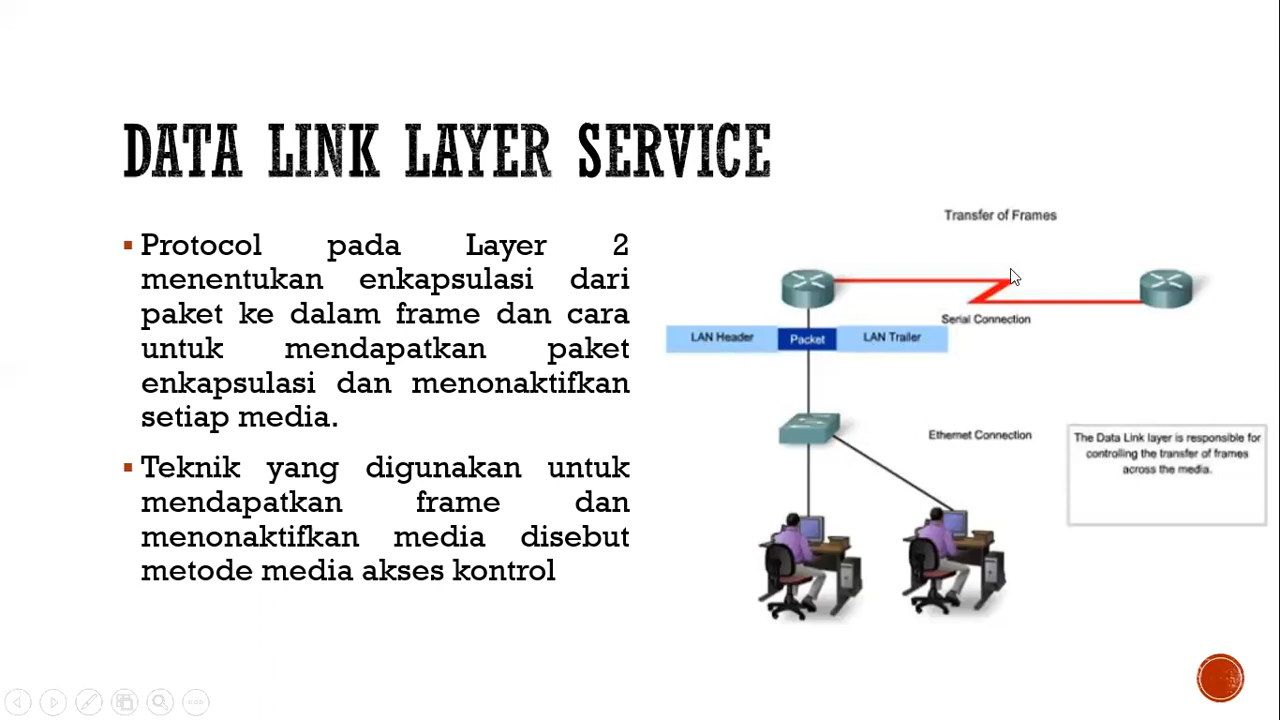 DATA LINK LAYER SERVICE
Protocol pada Layer 2
menentukan enkapsulasi dari
paket ke dalam frame dan cara
untuk mendapatkan paket
enkapsulasi dan menonaktifkan
setiap media.
Teknik yang digunakan untuk
mendapatkan frame dan
menonaktifkan media disebut
metode media akses kontrol
Transfer of Frames
Serial Connection
LAN Header
Packet
LAN Trailer
Ethernet Connection
The Data Link layer is responsible for
controlling the transfer of frames
across the media.